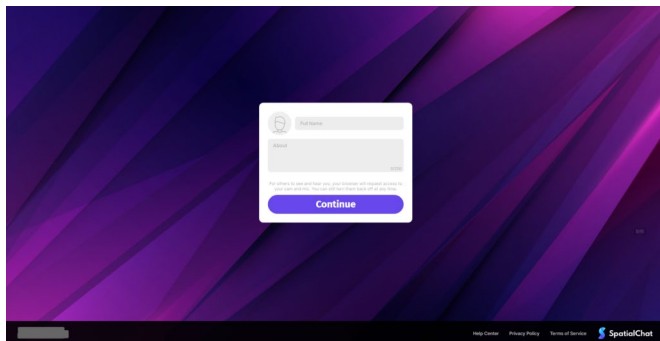 Full Name
About
For others to see and hear you, your browser will request access to
your cam and mic. You can still turn them back off at any time.
Continue
Help Center Privacy Policy Terms of Service SpatialChat